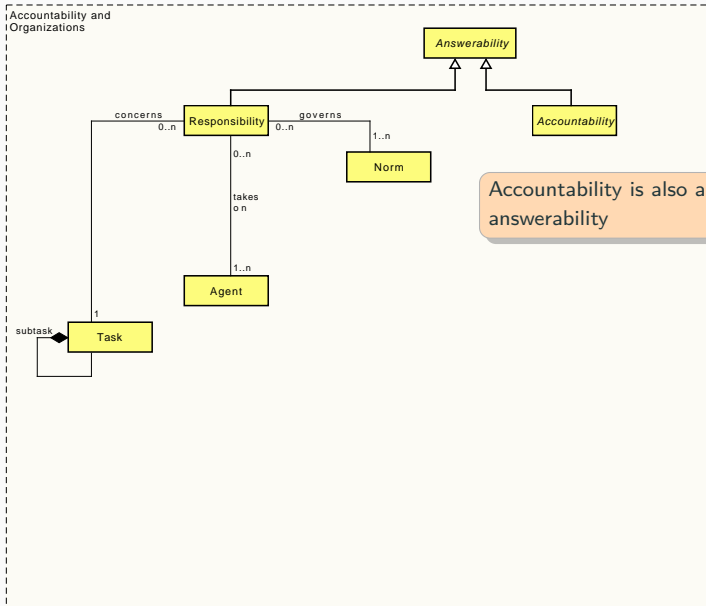 Accountability and
Organizations
Answerability
concerns
0..n
Responsibility
governs
0..n
Accountability
1..n
0..n
Norm
Accountability is also a
answerability
takes
on
1..n
Agent
1
subtask
Task